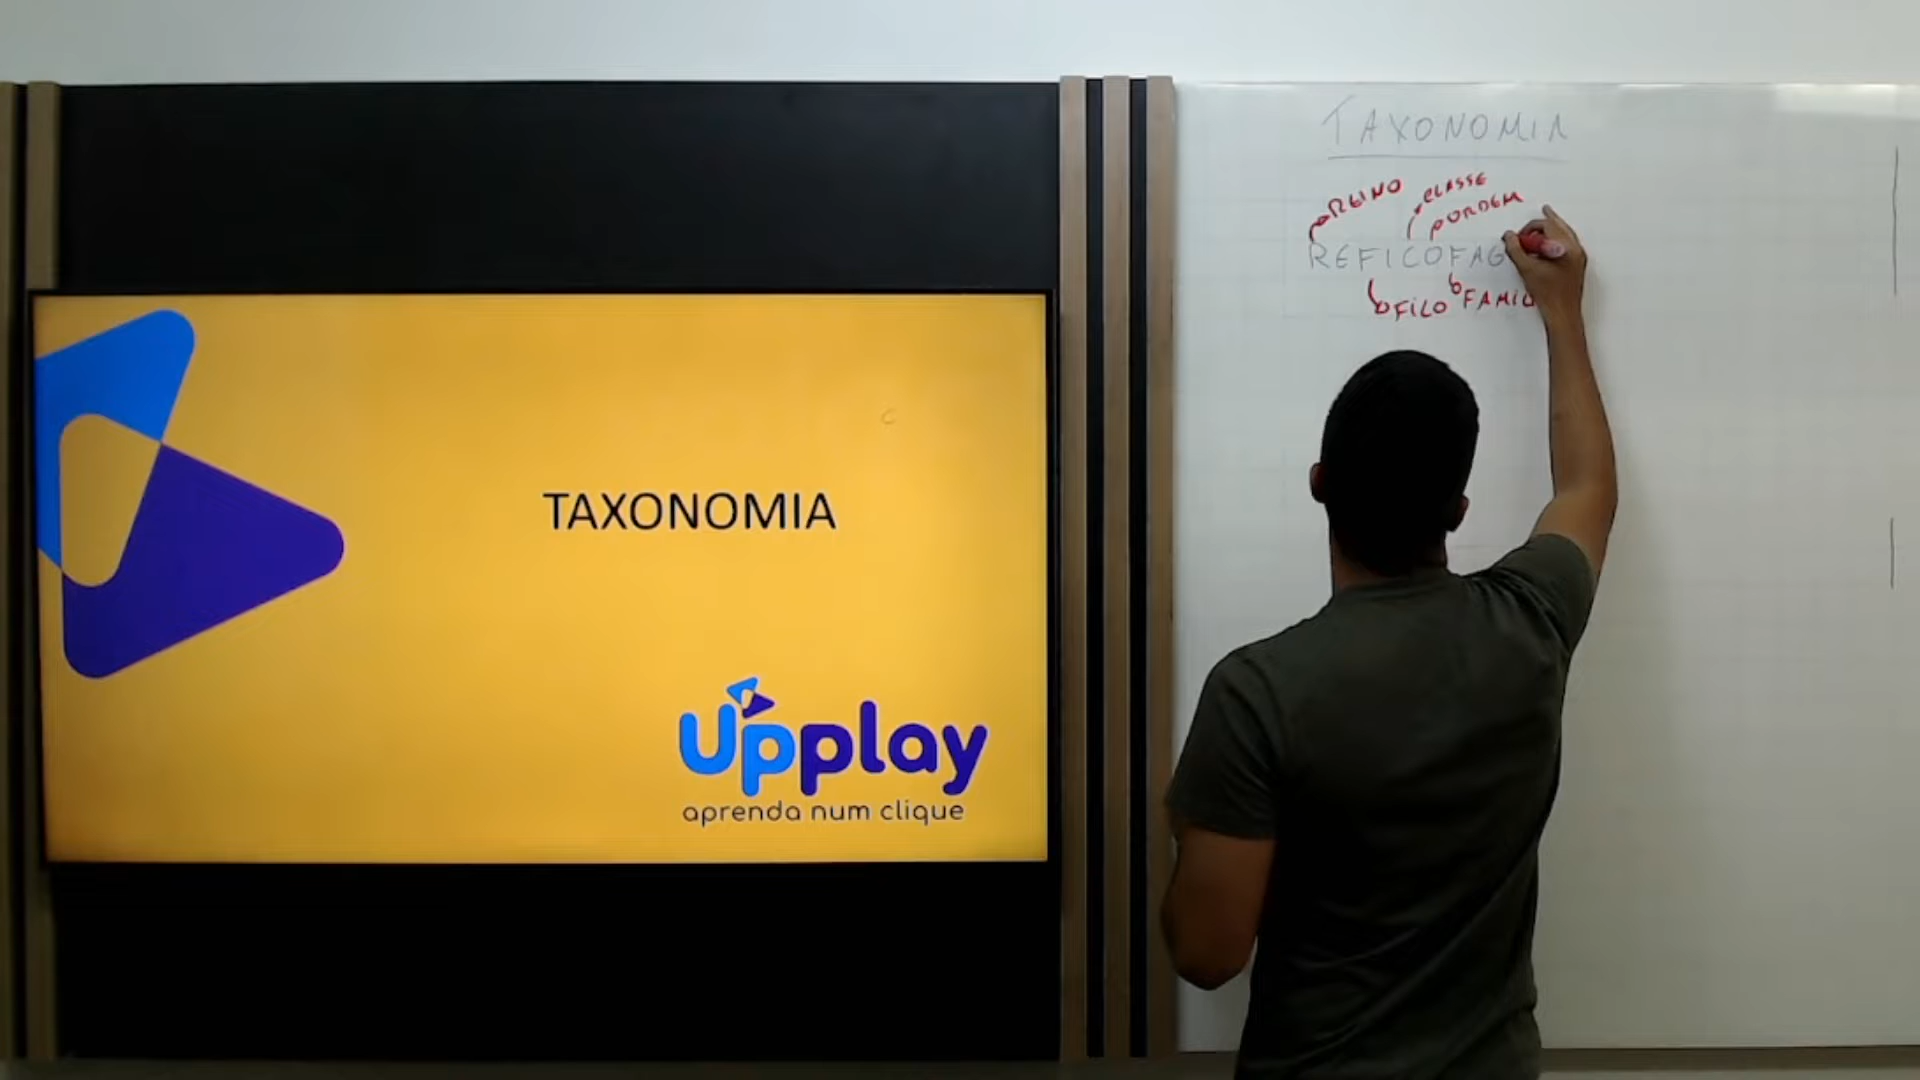 TAXONOMIA
Upplay
aprenda num clique
TAXONOMIA
REINO
CLASSE
ORDEM
REFICOFAG
FILO
FAMIL